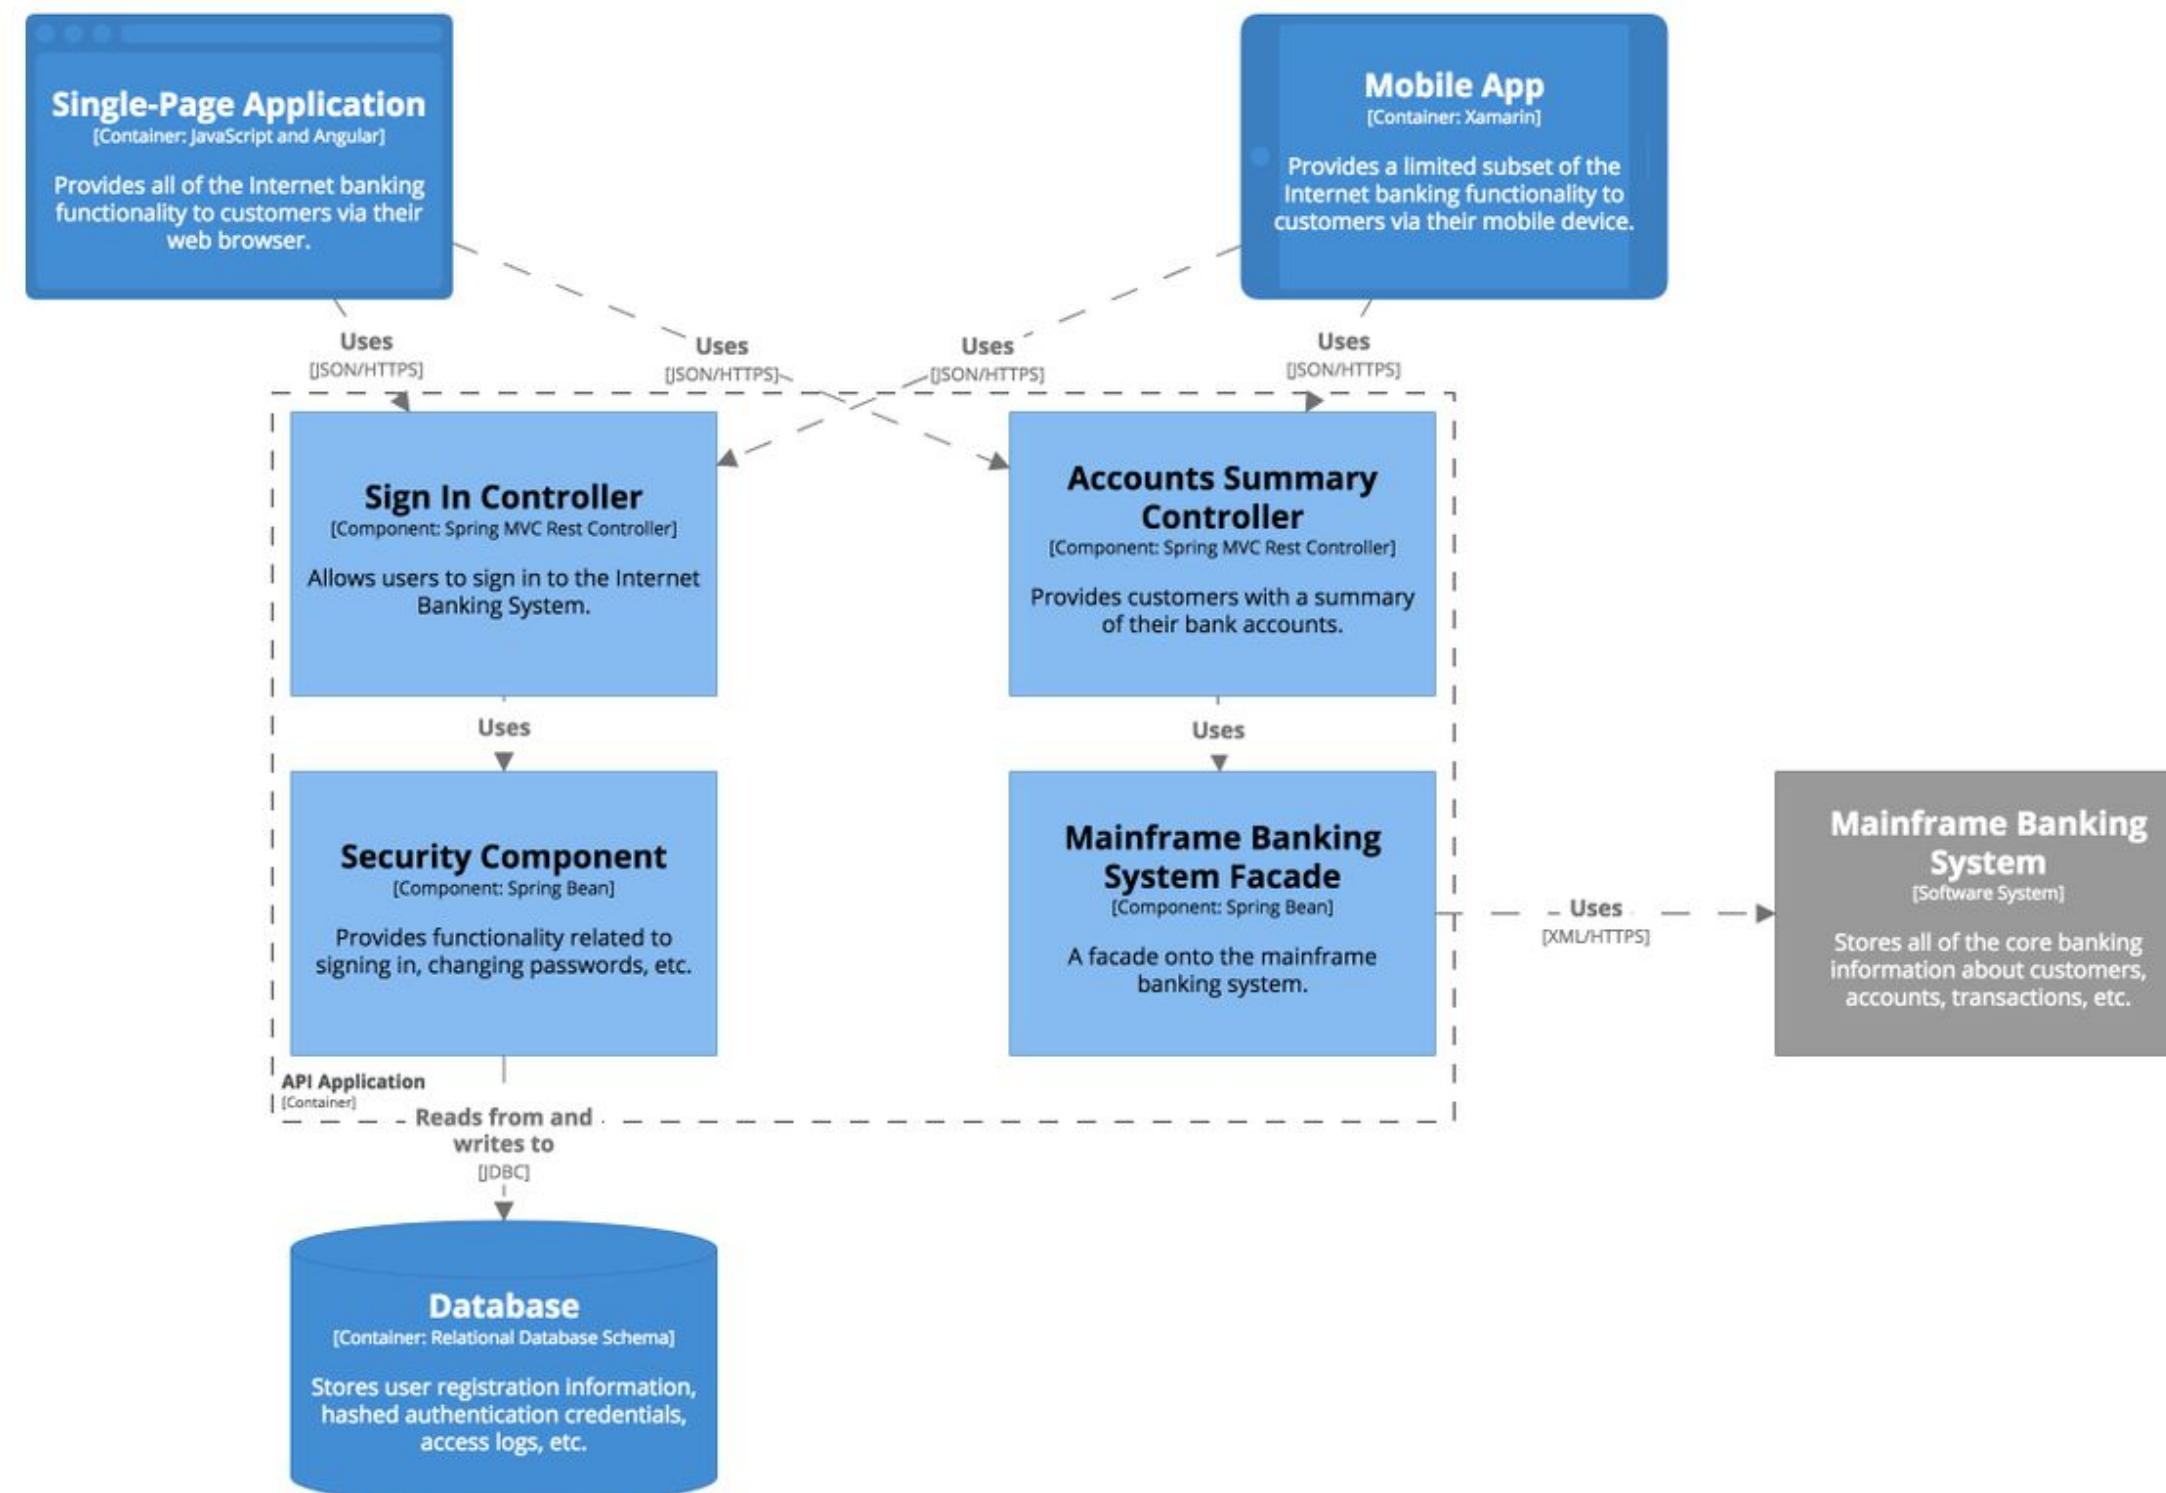 Single-Page Application
[Container: JavaScript and Angular]
Provides all of the Internet banking
functionality to customers via their
web browser.
Mobile App
[Container: Xamarin]
Provides a limited subset of the
Internet banking functionality to
customers via their mobile device.
Uses
[JSON/HTTPS]
Uses
[JSON/HTTPS]
Uses
[JSON/HTTPS]
Uses
[JSON/HTTPS]
Sign In Controller
[Component: Spring MVC Rest Controller]
Allows users to sign in to the Internet
Banking System.
Accounts Summary
Controller
[Component: Spring MVC Rest Controller]
Provides customers with a summary
of their bank accounts.
Uses
Uses
Security Component
[Component: Spring Bean]
Provides functionality related to
signing in, changing passwords, etc.
Mainframe Banking
System Facade
[Component: Spring Bean]
A facade onto the mainframe
banking system.
Uses
[XML/HTTPS]
Mainframe Banking
System
[Software System]
Stores all of the core banking
information about customers,
accounts, transactions, etc.
API Application
[Container]
Reads from and
writes to
[JDBC]
Database
[Container: Relational Database Schema]
Stores user registration information,
hashed authentication credentials,
access logs, etc.